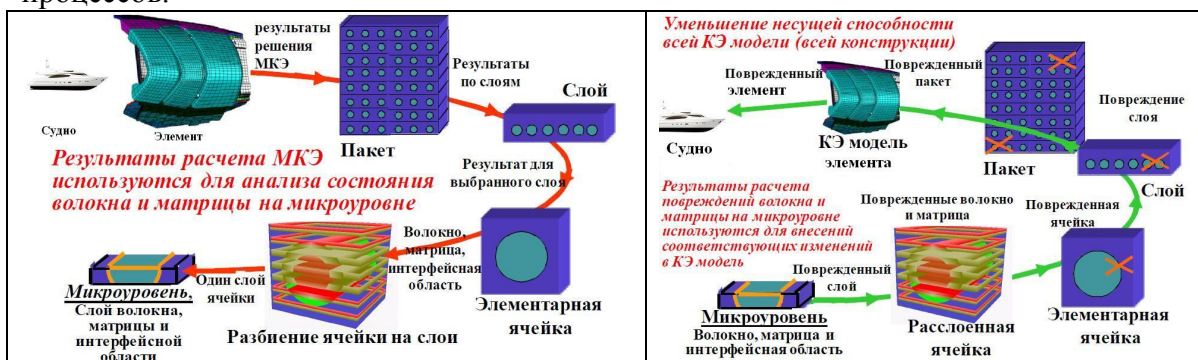 процессов.
результаты
решения
МКЭ
Результаты
по слоям
Слой
Судно
Элемент
Пакет
Результаты расчета МКЭ
используются для анализа состояния
волокна и матрицы на микроуровне
Результат для
выбранного слоя
Волокно,
матрица,
интерфейсная
область
Один слой
ячейки
Микроуровень.
Слой волокна,
матрицы и
интерфейсной
области
Разбиение ячейки на слои
Элементарная
ячейка
Уменьшение несущей способности
всей КЭ модели (всей конструкции)
Поврежденный
элемент
Поврежденный
пакет
Повреждение
слоя
Судно
КЭ модель
элемента
Пакет
Слой
Результаты расчета
повреждений волокна и
матрицы на микроуровне
используются для внесений
соответствующих изменений
в КЭ модель
Поврежденные волокно
и матрица
Поврежденная
ячейка
Поврежденный
слой
Микроуровень
Волокно, матрица и
интерфейсная область
Расслоенная
ячейка
Элементарная
ячейка